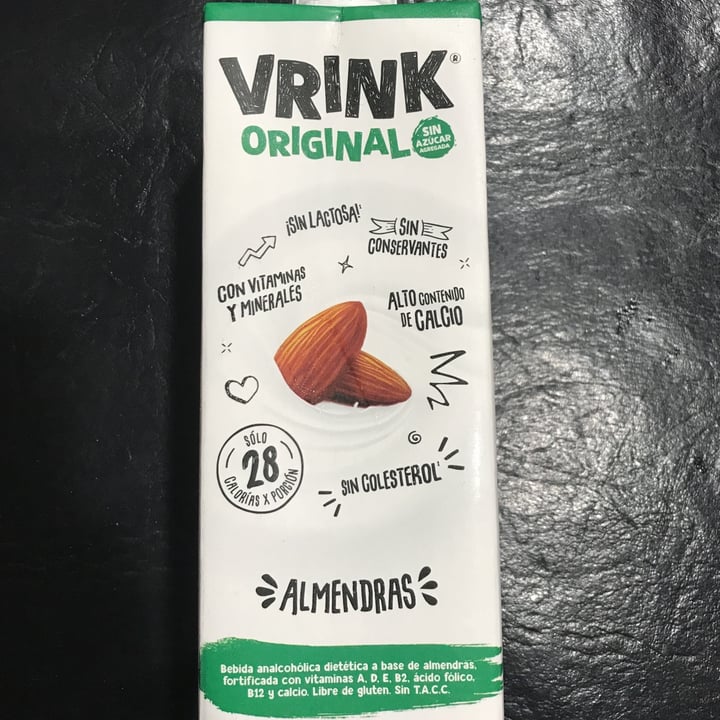 VRINK®
ORIGINAL
SIN
AZÚCAR
AGREGADA
¡SIN LACTOSA!¹
SIN
CONSERVANTES
CON VITAMINAS
Y MINERALES
ALTO CONTENIDO
DE CALCIO
SÓLO
28
CALORÍAS X PORCIÓN
SIN COLESTEROL¹
ALMENDRAS
Bebida analcohólica dietética a base de almendras,
fortificada con vitaminas A, D, E, B2, ácido fólico,
B12 y calcio. Libre de gluten. Sin T.A.C.C.